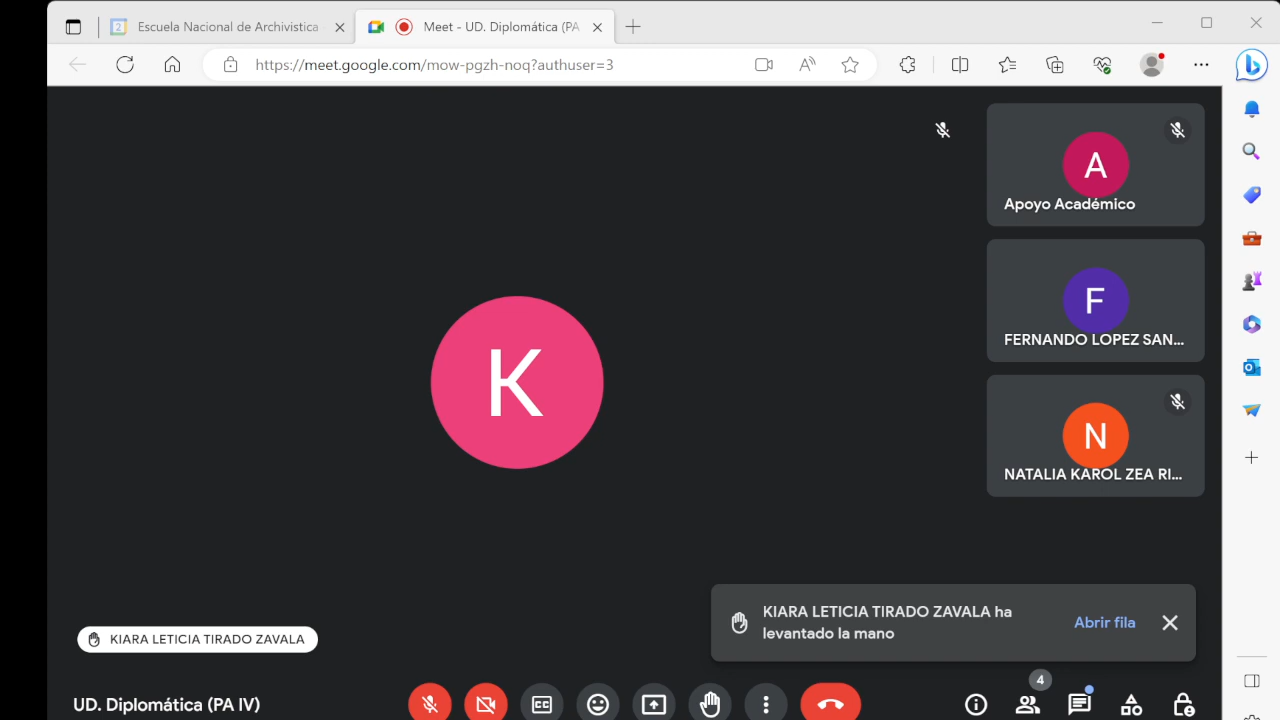 Escuela Nacional de Archivistica
Meet - UD. Diplomática (PA
https://meet.google.com/mow-pgzh-noq?authuser=3
A
Apoyo Académico
F
FERNANDO LOPEZ SAN...
N
NATALIA KAROL ZEA RI...
K
KIARA LETICIA TIRADO ZAVALA ha
levantado la mano
Abrir fila
KIARA LETICIA TIRADO ZAVALA
4
UD. Diplomática (PA IV)
CC